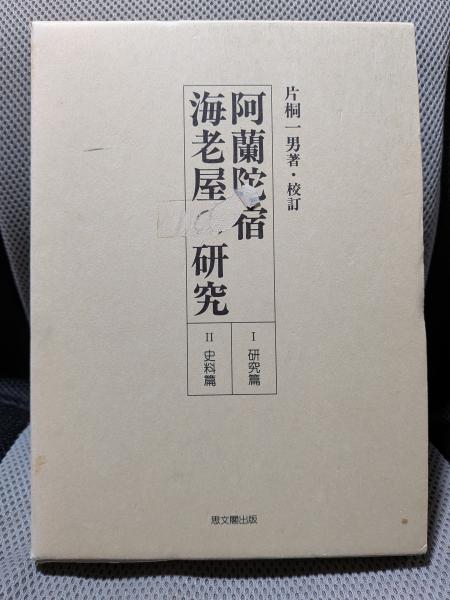 片桐一男著・校訂
阿蘭陀宿
海老屋の研究
I 研究篇
II 史料篇
思文閣出版